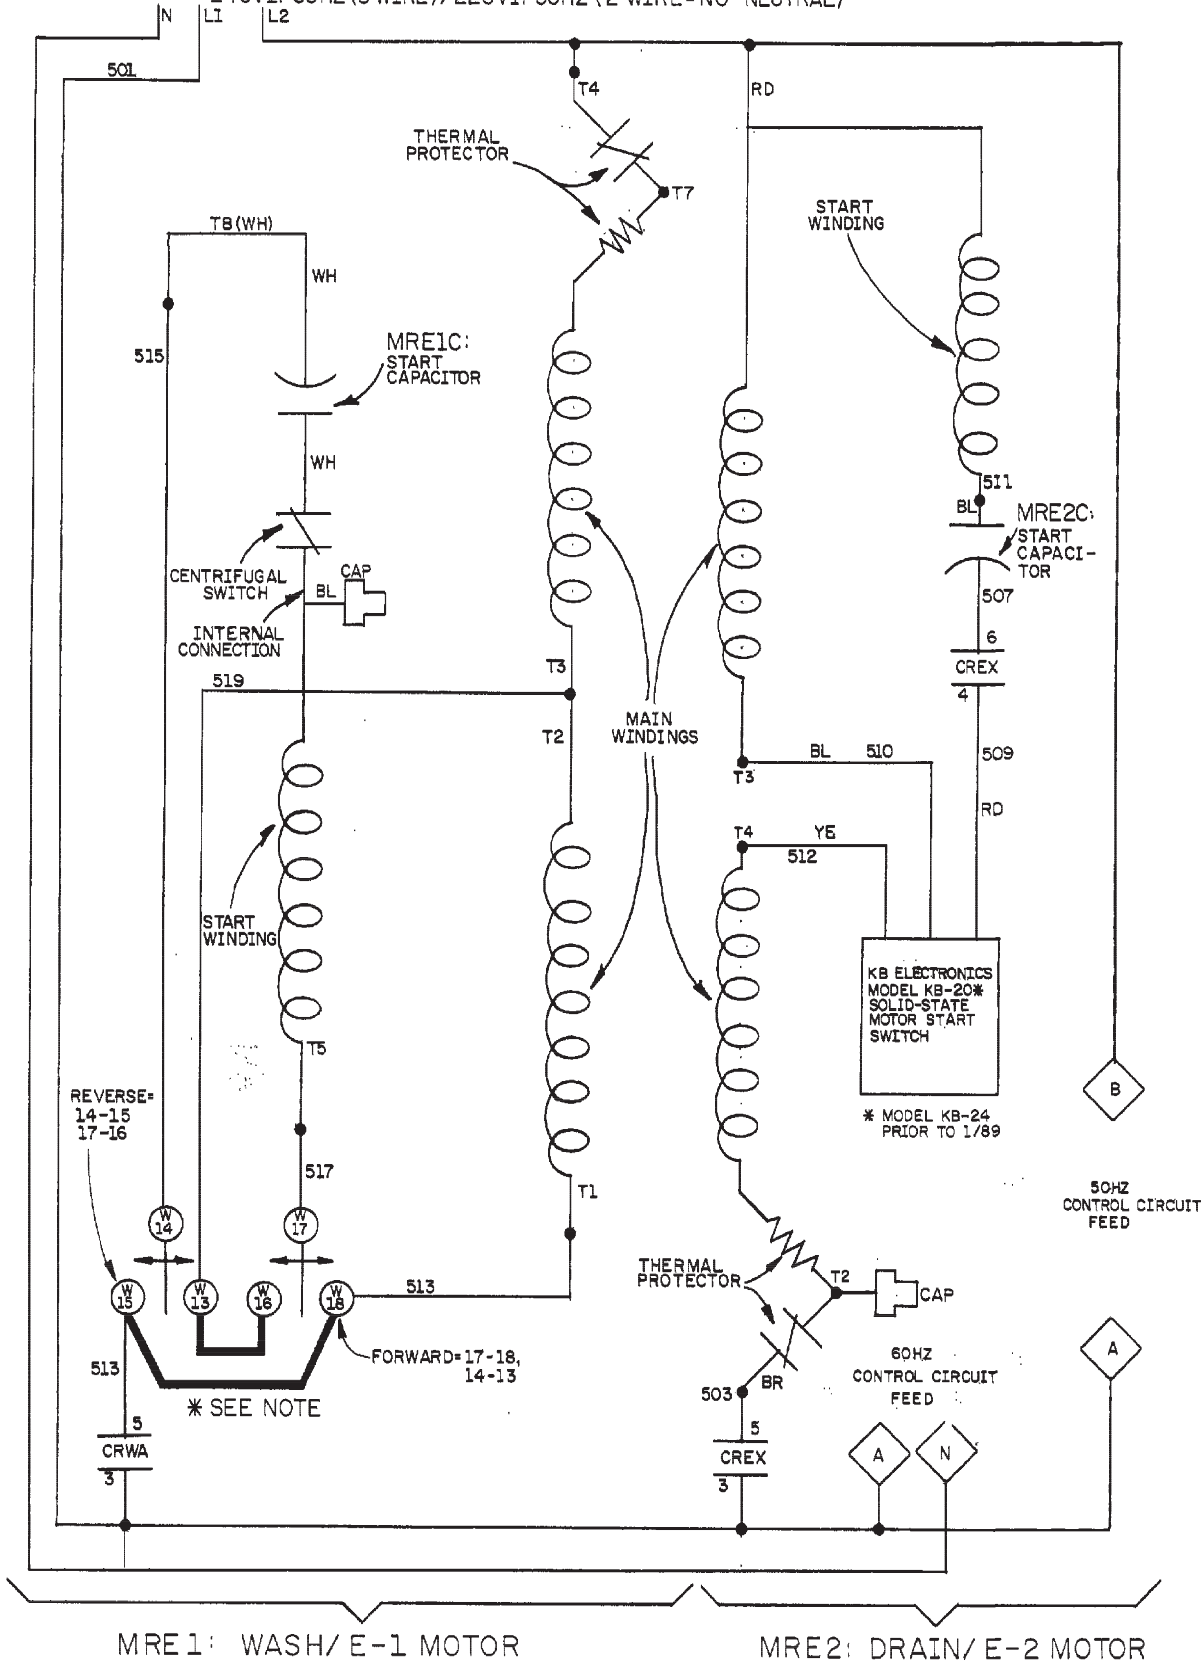 N
L1
L2
501
T4
RD
THERMAL
PROTECTOR
T7
START
WINDING
TB(WH)
WH
515
MRE1C:
START
CAPACITOR
WH
511
BL
MRE2C:
START
CAPACI-
TOR
CENTRIFUGAL
SWITCH
CAP
BL
507
INTERNAL
CONNECTION
6
CREX
4
T3
519
MAIN
WINDINGS
T2
BL
510
509
T3
RD
T4
YE
512
START
WINDING
KB ELECTRONICS
MODEL KB-20*
SOLID-STATE
MOTOR START
SWITCH
T5
REVERSE=
14-15
17-16
B
* MODEL KB-24
PRIOR TO 1/89
517
T1
50HZ
CONTROL CIRCUIT
FEED
W
14
W
17
THERMAL
PROTECTOR
T2
CAP
W
15
W
13
W
16
W
18
513
A
FORWARD=17-18,
14-13
60HZ
CONTROL CIRCUIT
FEED
513
BR
503
* SEE NOTE
5
CRWA
3
5
CREX
3
A
N
MRE1: WASH/E-1 MOTOR
MRE2: DRAIN/E-2 MOTOR